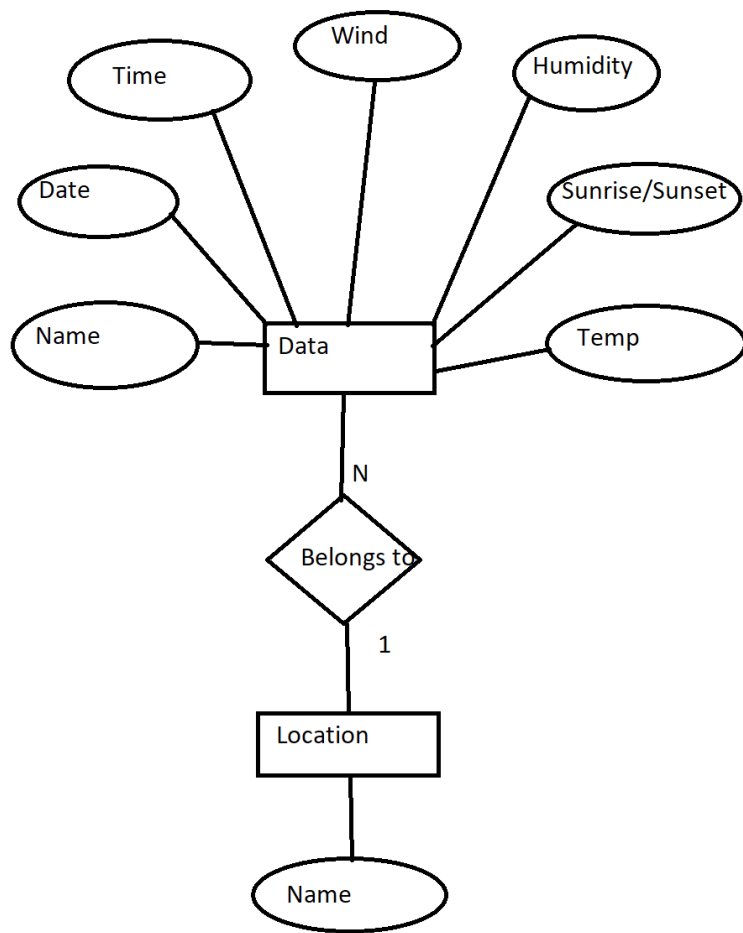 Wind
Time
Humidity
Date
Sunrise/Sunset
Name
Data
Temp
N
Belongs to
1
Location
Name